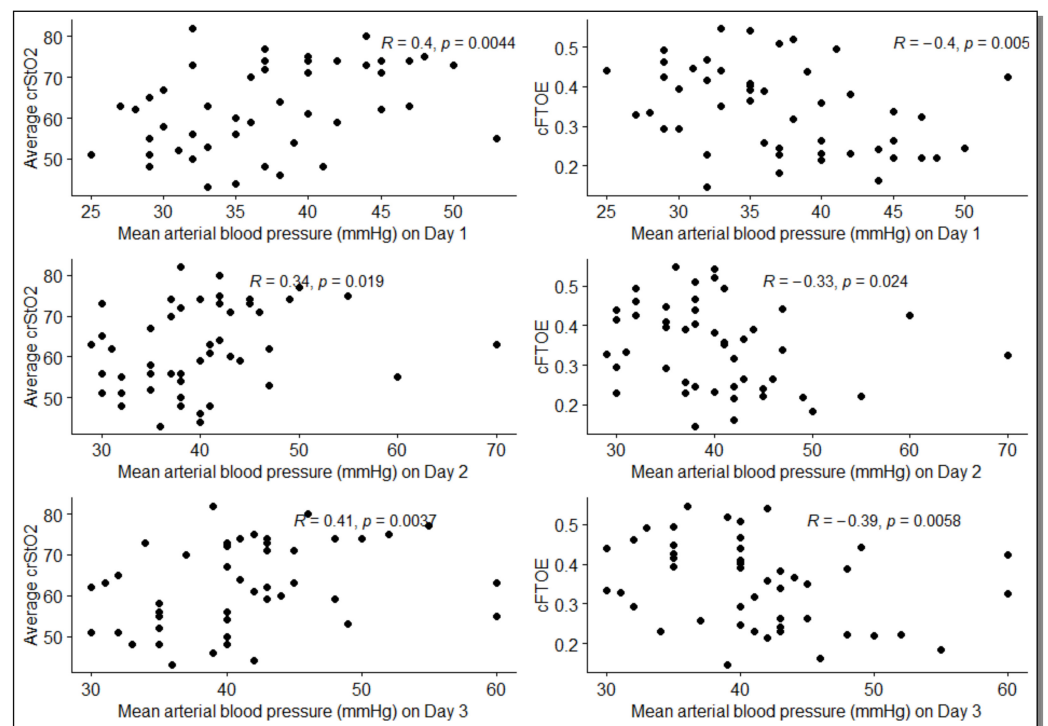 80
70
60
50
Average crStO2
R = 0.4, p = 0.0044
25 30 35 40 45 50
Mean arterial blood pressure (mmHg) on Day 1
0.5
0.4
0.3
0.2
cFTOE
R = −0.4, p = 0.005
25 30 35 40 45 50
Mean arterial blood pressure (mmHg) on Day 1
80
70
60
50
Average crStO2
R = 0.34, p = 0.019
30 40 50 60 70
Mean arterial blood pressure (mmHg) on Day 2
0.5
0.4
0.3
0.2
cFTOE
R = −0.33, p = 0.024
30 40 50 60 70
Mean arterial blood pressure (mmHg) on Day 2
80
70
60
50
Average crStO2
R = 0.41, p = 0.0037
30 40 50 60
Mean arterial blood pressure (mmHg) on Day 3
0.5
0.4
0.3
0.2
cFTOE
R = −0.39, p = 0.0058
30 40 50 60
Mean arterial blood pressure (mmHg) on Day 3